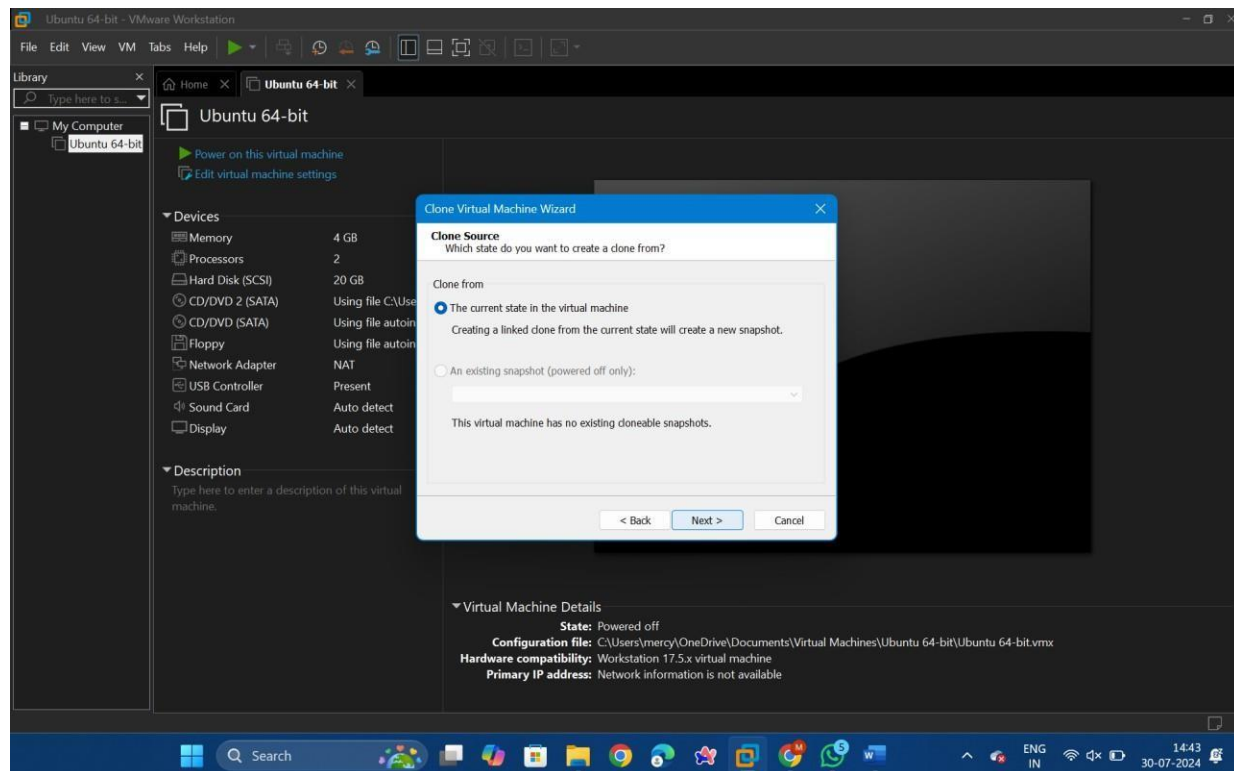 Ubuntu 64-bit - VMware Workstation
File Edit View VM Tabs Help
Library
Type here to s...
My Computer
Ubuntu 64-bit
Home
Ubuntu 64-bit
Ubuntu 64-bit
Power on this virtual machine
Edit virtual machine settings
Devices
Memory 4 GB
Processors 2
Hard Disk (SCSI) 20 GB
CD/DVD 2 (SATA) Using file C:\Use
CD/DVD (SATA) Using file autoin
Floppy Using file autoin
Network Adapter NAT
USB Controller Present
Sound Card Auto detect
Display Auto detect
Description
Type here to enter a description of this virtual
machine.
Clone Virtual Machine Wizard
Clone Source
Which state do you want to create a clone from?
Clone from
The current state in the virtual machine
Creating a linked clone from the current state will create a new snapshot.
An existing snapshot (powered off only):
This virtual machine has no existing cloneable snapshots.
< Back Next > Cancel
Virtual Machine Details
State: Powered off
Configuration file: C:\Users\mercy\OneDrive\Documents\Virtual Machines\Ubuntu 64-bit\Ubuntu 64-bit.vmx
Hardware compatibility: Workstation 17.5.x virtual machine
Primary IP address: Network information is not available
Search
ENG
IN
14:43
30-07-2024